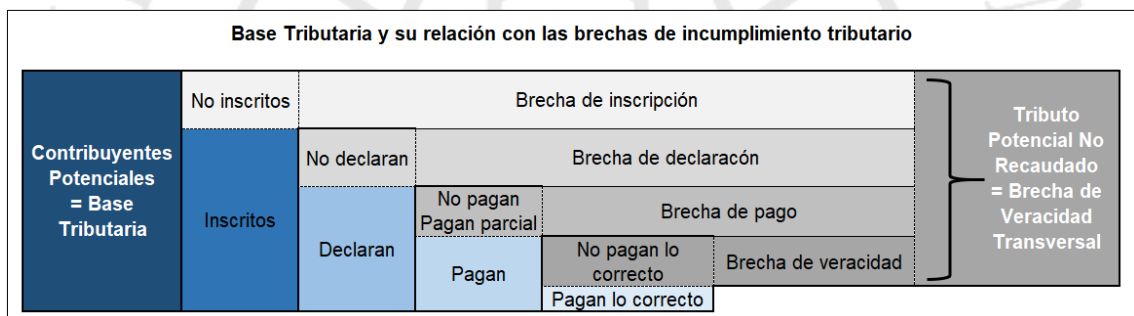 Base Tributaria y su relación con las brechas de incumplimiento tributario
Contribuyentes
Potenciales
= Base
Tributaria
No inscritos
Brecha de inscripción
Inscritos
No declaran
Brecha de declaracón
Declaran
No pagan
Pagan parcial
Brecha de pago
Pagan
No pagan lo
correcto
Brecha de veracidad
Pagan lo correcto
Tributo
Potencial No
Recaudado
= Brecha de
Veracidad
Transversal